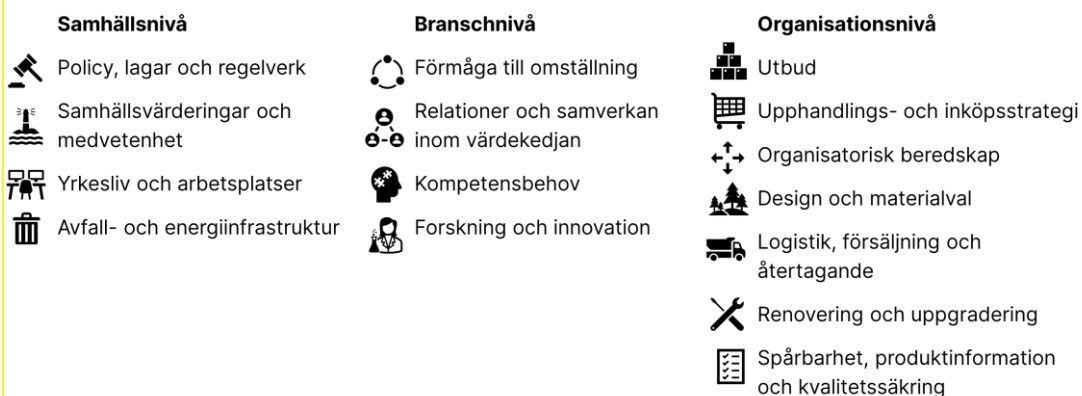 Samhällsnivå
Policy, lagar och regelverk
Samhällsvärderingar och
medvetenhet
Yrkesliv och arbetsplatser
Avfall- och energiinfrastruktur
Branschnivå
Förmåga till omställning
Relationer och samverkan
inom värdekedjan
Kompetensbehov
Forskning och innovation
Organisationsnivå
Utbud
Upphandlings- och inköpsstrategi
Organisatorisk beredskap
Design och materialval
Logistik, försäljning och
återtagande
Renovering och uppgradering
Spårbarhet, produktinformation
och kvalitetssäkring